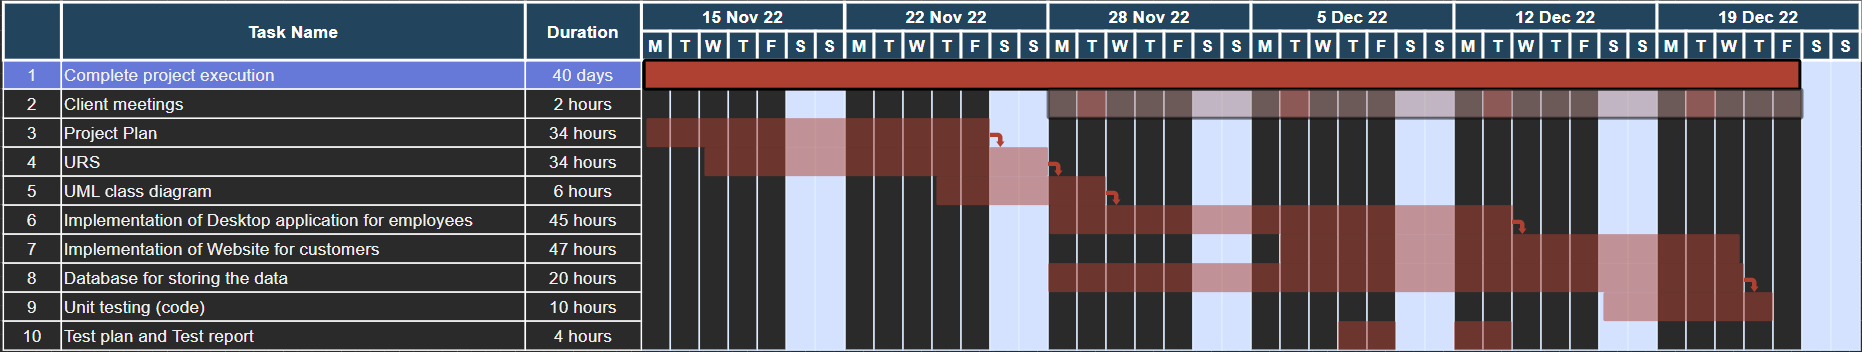 Task Name Duration 15 Nov 22 22 Nov 22 28 Nov 22 5 Dec 22 12 Dec 22 19 Dec 22
M T W T F S S M T W T F S S M T W T F S S M T W T F S S M T W T F S S M T W T F S S
1 Complete project execution 40 days
2 Client meetings 2 hours
3 Project Plan 34 hours
4 URS 34 hours
5 UML class diagram 6 hours
6 Implementation of Desktop application for employees 45 hours
7 Implementation of Website for customers 47 hours
8 Database for storing the data 20 hours
9 Unit testing (code) 10 hours
10 Test plan and Test report 4 hours